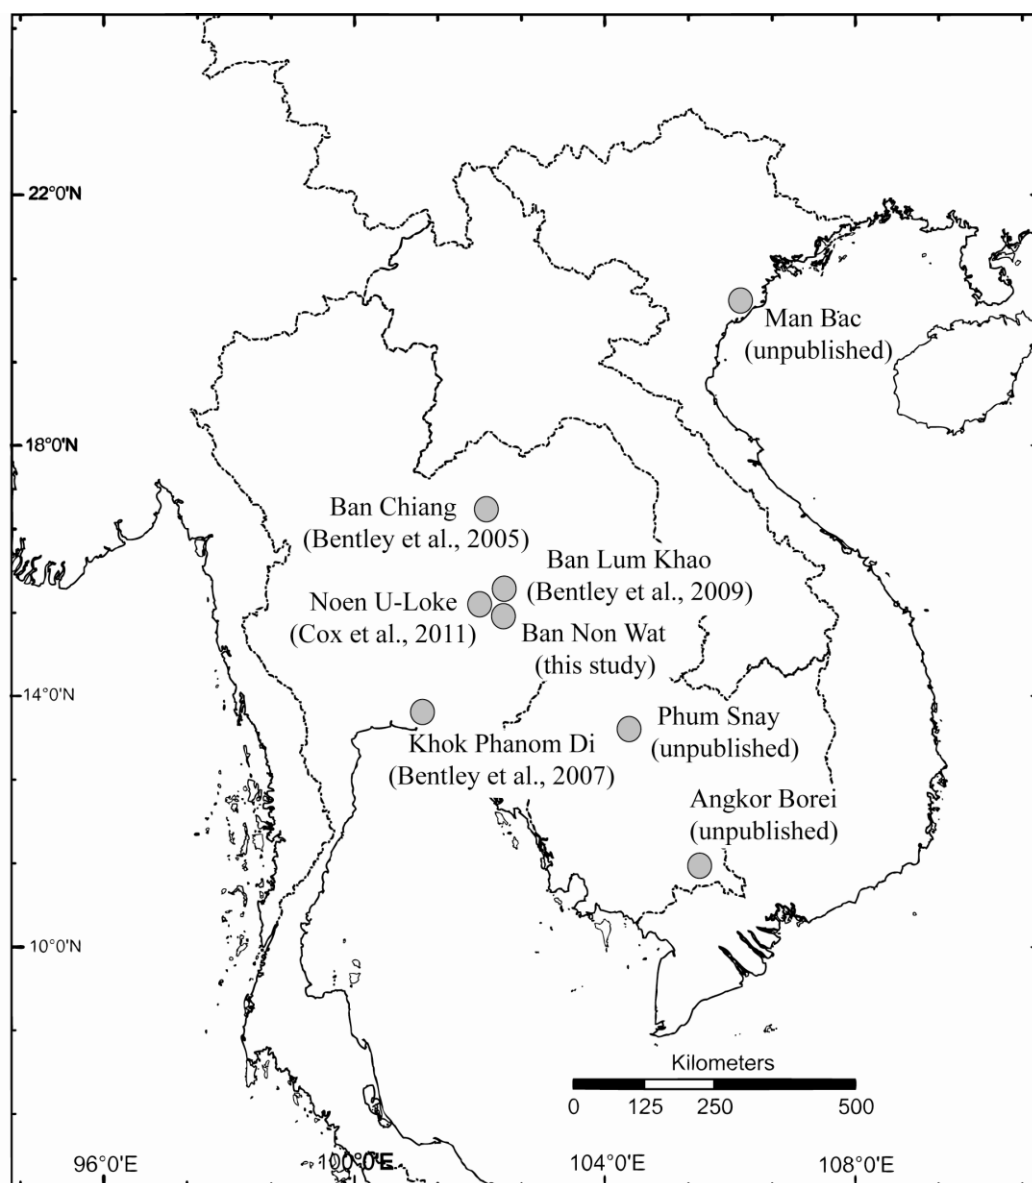 22°0'N
Man Bac
(unpublished)
18°0'N
Ban Chiang
(Bentley et al., 2005)
Ban Lum Khao
(Bentley et al., 2009)
Noen U-Loke
(Cox et al., 2011)
Ban Non Wat
(this study)
14°0'N
Phum Snay
(unpublished)
Khok Phanom Di
(Bentley et al., 2007)
Angkor Borei
(unpublished)
10°0'N
Kilometers
0 125 250 500
96°0'E 100°0'E 104°0'E 108°0'E